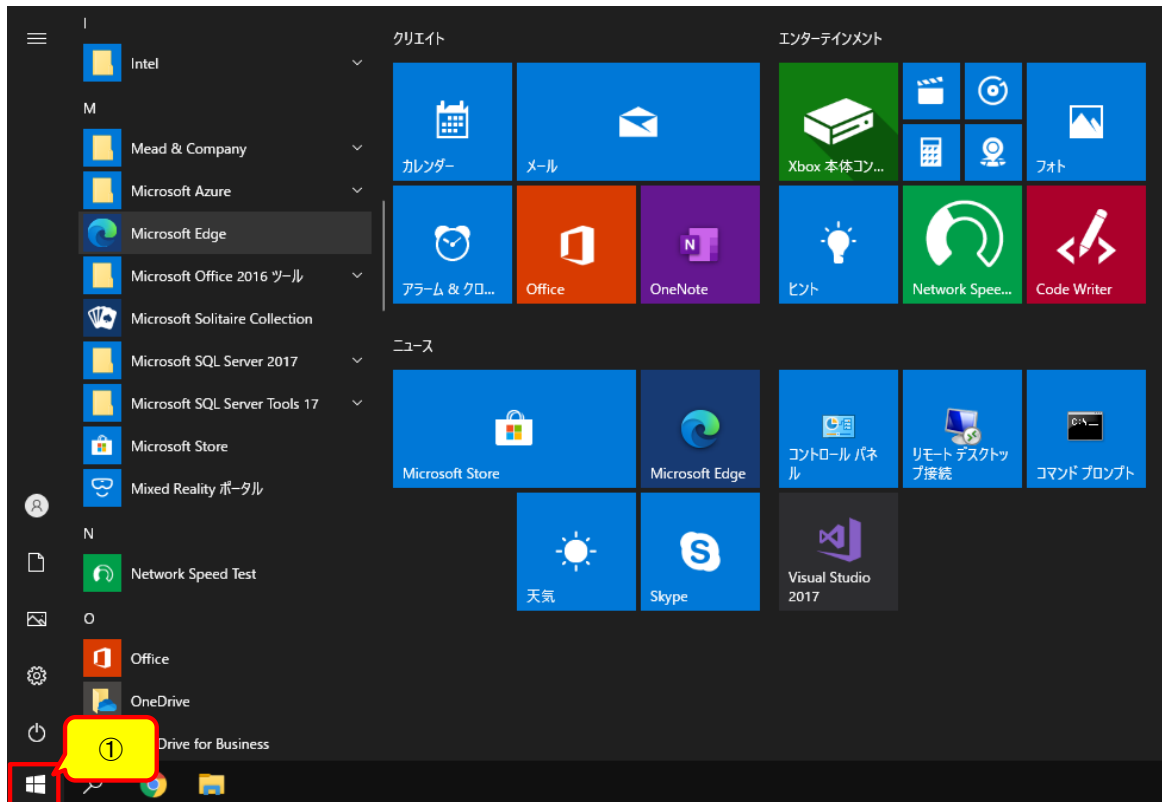 I
Intel
M
Mead & Company
Microsoft Azure
Microsoft Edge
Microsoft Office 2016 ツール
Microsoft Solitaire Collection
Microsoft SQL Server 2017
Microsoft SQL Server Tools 17
Microsoft Store
Mixed Reality ポータル
N
Network Speed Test
O
Office
OneDrive
Drive for Business
①
クリエイト
カレンダー
メール
アラーム & クロ...
Office
N
OneNote
エンターテインメント
Xbox 本体コン...
フォト
ヒント
Network Spee...
Code Writer
ニュース
Microsoft Store
Microsoft Edge
天気
S
Skype
コントロール パネ
ル
リモート デスクトッ
プ接続
C:\_
コマンド プロンプト
Visual Studio
2017